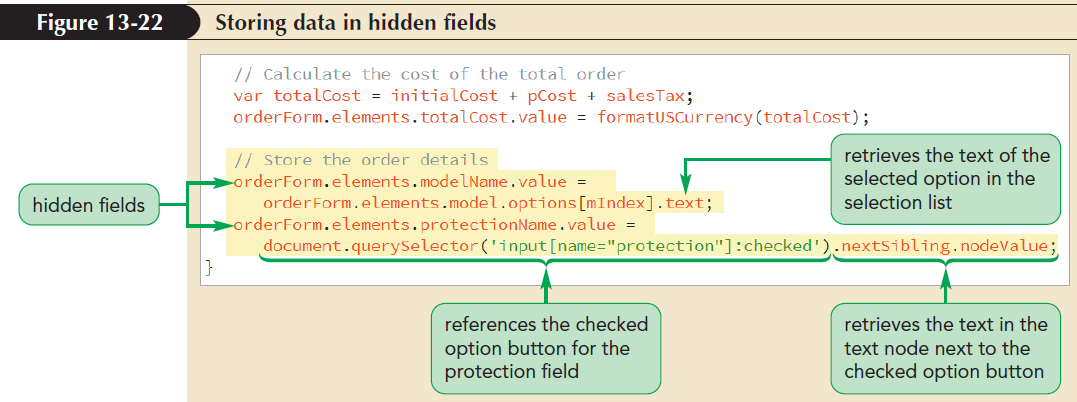 Figure 13-22 Storing data in hidden fields
// Calculate the cost of the total order
var totalCost = initialCost + pCost + salesTax;
orderForm.elements.totalCost.value = formatUSCurrency(totalCost);
// Store the order details
orderForm.elements.modelName.value =
orderForm.elements.model.options[mIndex].text;
orderForm.elements.protectionName.value =
document.querySelector('input[name="protection"]:checked').nextSibling.nodeValue;
}
hidden fields
retrieves the text of the
selected option in the
selection list
references the checked
option button for the
protection field
retrieves the text in the
text node next to the
checked option button